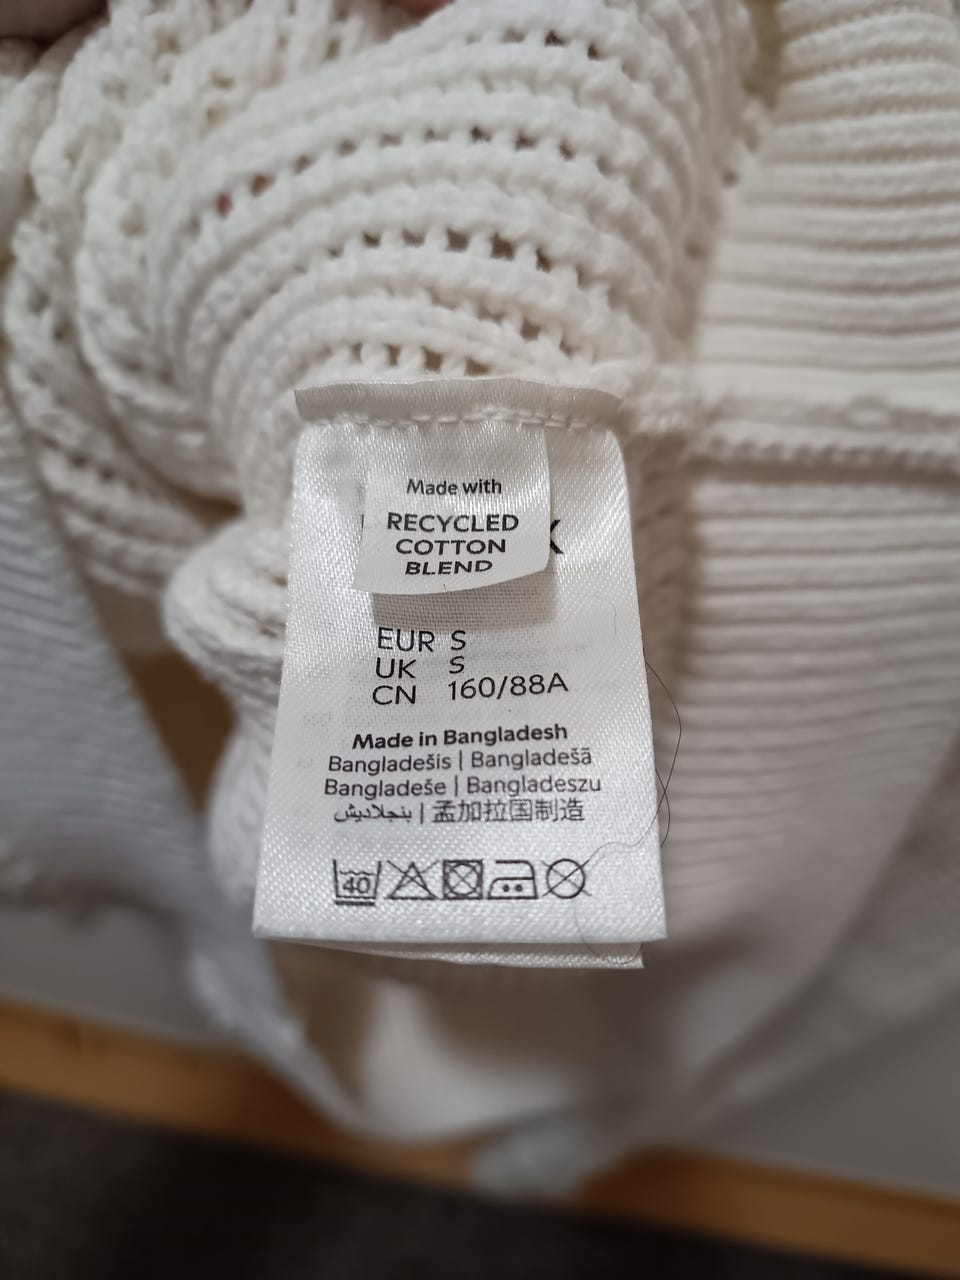 Made with
RECYCLED
COTTON
BLEND
EUR S
UK S
CN 160/88A
Made in Bangladesh
Bangladešis | Bangladešā
Bangladeše | Bangladeszu
بنجلاديش | 孟加拉国制造
40